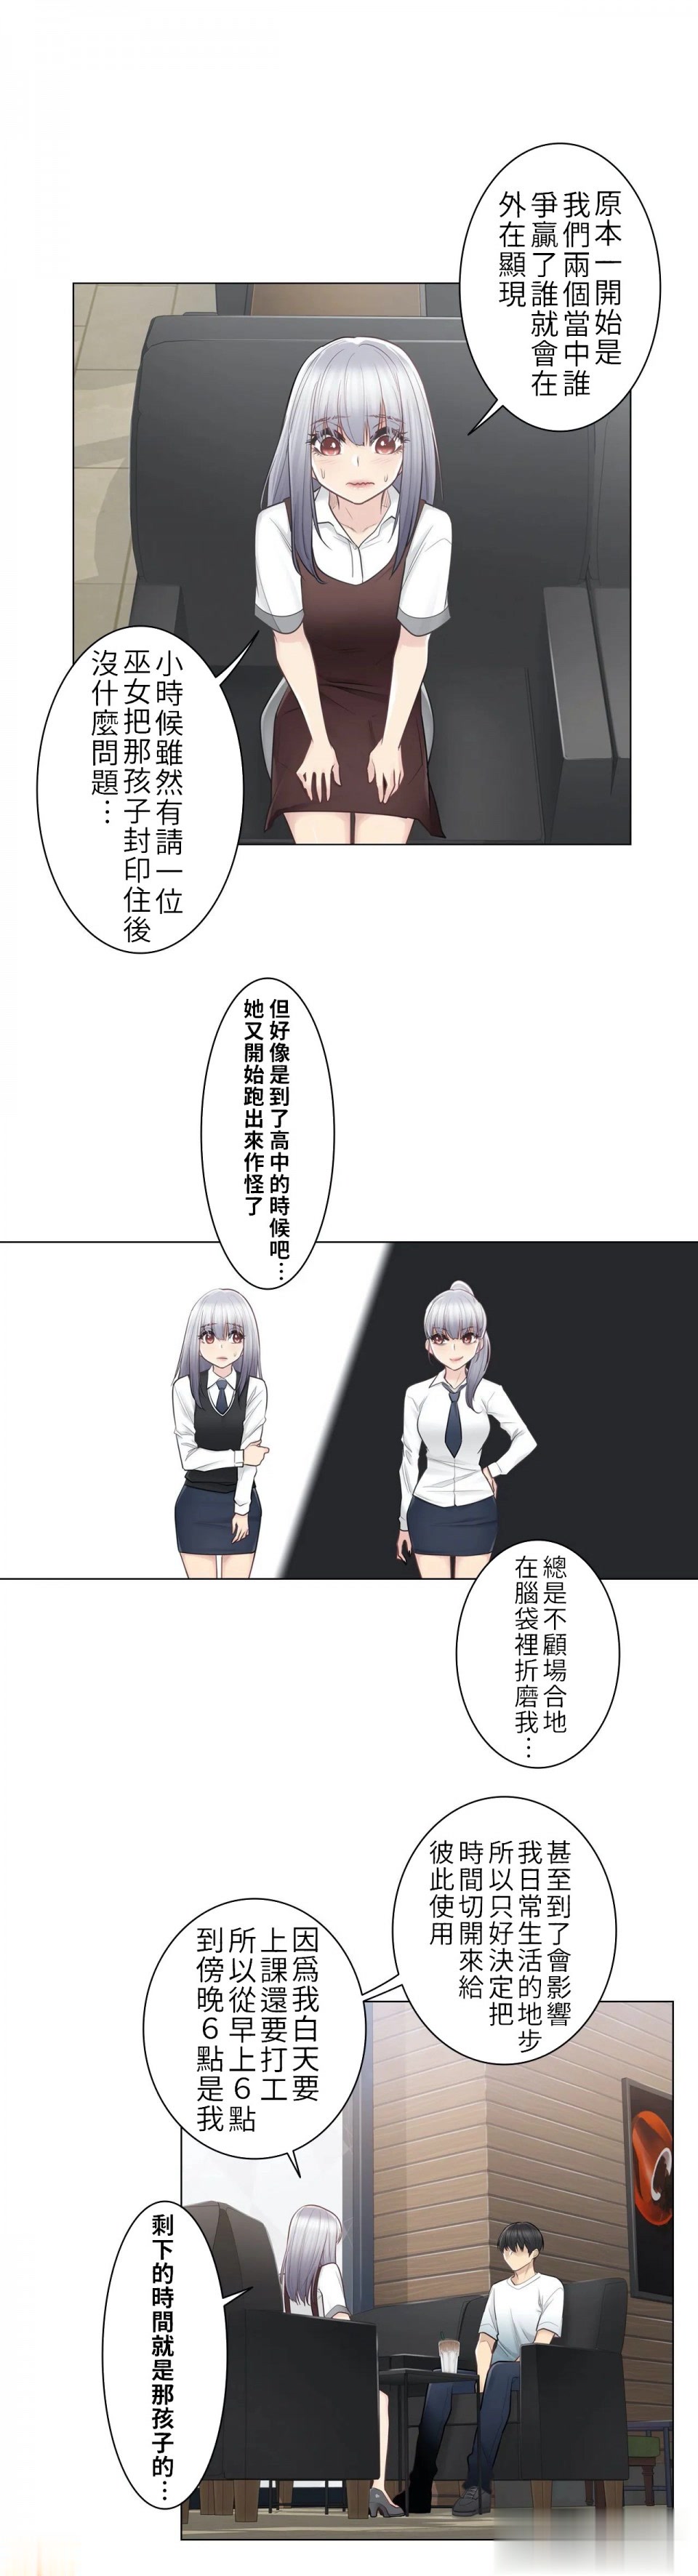 原本一開始是
我們兩個當中誰
爭贏了誰就會在
外在顯現
小時候雖然有請一位
巫女把那孩子封印住後
沒什麼問題…
但好像是到了高中的時候吧…
她又開始跑出來作怪了
總是不顧場合地
在腦袋裡折磨我…
甚至到了會影響
我日常生活的地步
所以只好決定把
時間切開來給
彼此使用
因爲我白天要
上課還要打工
所以從早上6點
到傍晚6點是我
剩下的時間就是那孩子的…